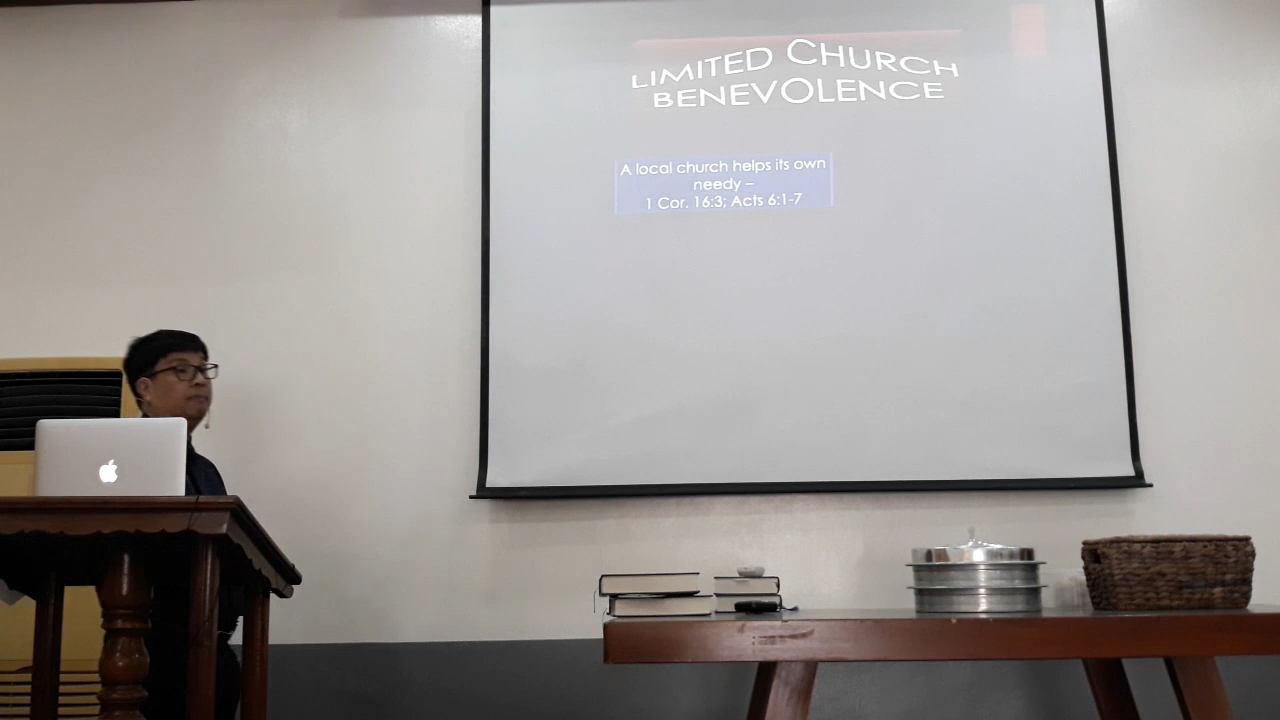 LIMITED CHURCH
BENEVOLENCE
A local church helps its own
needy –
1 Cor. 16:3; Acts 6:1-7